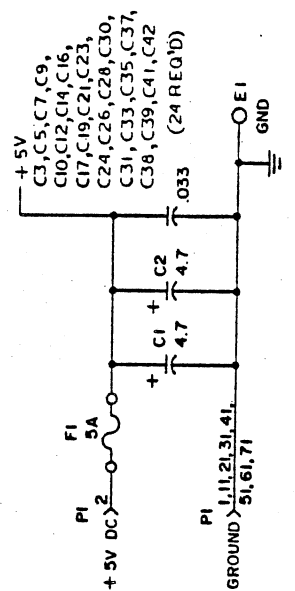 + 5V
C3,C5,C7,C9,
C10,C12,C14,C16,
C17,C19,C21,C23,
C24,C26,C28,C30,
C31,C33,C35,C37,
C38,C39,C41,C42
(24 REQ'D)
P1
+ 5V DC
2
F1
5A
+
C1
4.7
+
C2
4.7
.033
P1
GROUND
1,11,21,31,41,
51,61,71
E1
GND